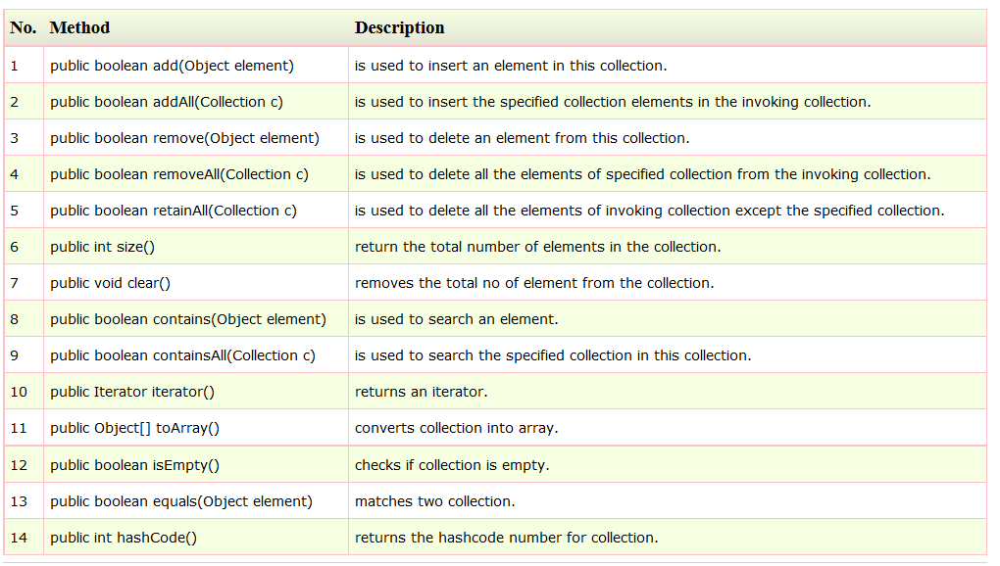 No. Method Description
1 public boolean add(Object element) is used to insert an element in this collection.
2 public boolean addAll(Collection c) is used to insert the specified collection elements in the invoking collection.
3 public boolean remove(Object element) is used to delete an element from this collection.
4 public boolean removeAll(Collection c) is used to delete all the elements of specified collection from the invoking collection.
5 public boolean retainAll(Collection c) is used to delete all the elements of invoking collection except the specified collection.
6 public int size() return the total number of elements in the collection.
7 public void clear() removes the total no of element from the collection.
8 public boolean contains(Object element) is used to search an element.
9 public boolean containsAll(Collection c) is used to search the specified collection in this collection.
10 public Iterator iterator() returns an iterator.
11 public Object[] toArray() converts collection into array.
12 public boolean isEmpty() checks if collection is empty.
13 public boolean equals(Object element) matches two collection.
14 public int hashCode() returns the hashcode number for collection.